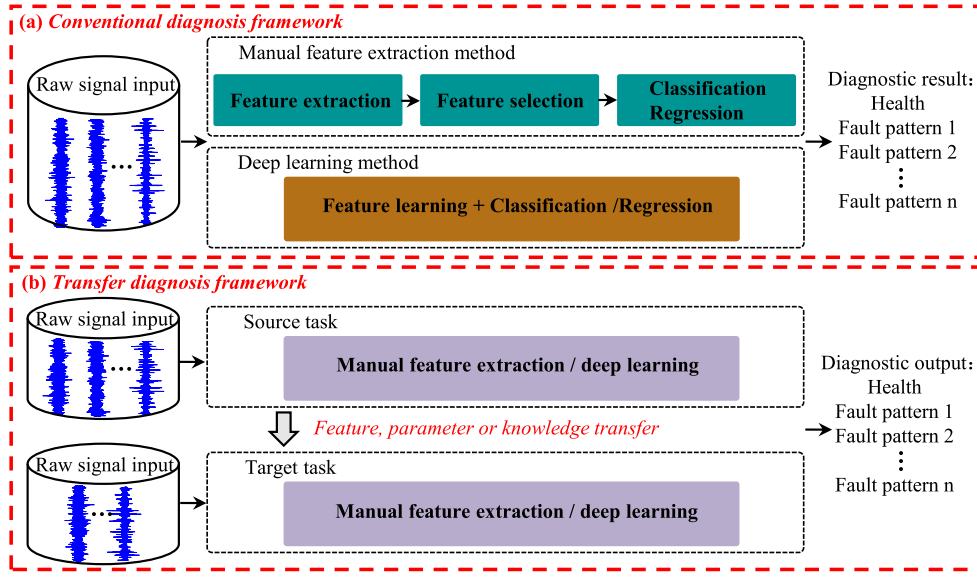 (a) Conventional diagnosis framework
Raw signal input
...
Manual feature extraction method
Feature extraction
Feature selection
Classification
Regression
Deep learning method
Feature learning + Classification /Regression
Diagnostic result:
Health
Fault pattern 1
Fault pattern 2
⋮
Fault pattern n
(b) Transfer diagnosis framework
Raw signal input
...
Source task
Manual feature extraction / deep learning
Feature, parameter or knowledge transfer
Raw signal input
...
Target task
Manual feature extraction / deep learning
Diagnostic output:
Health
Fault pattern 1
Fault pattern 2
⋮
Fault pattern n